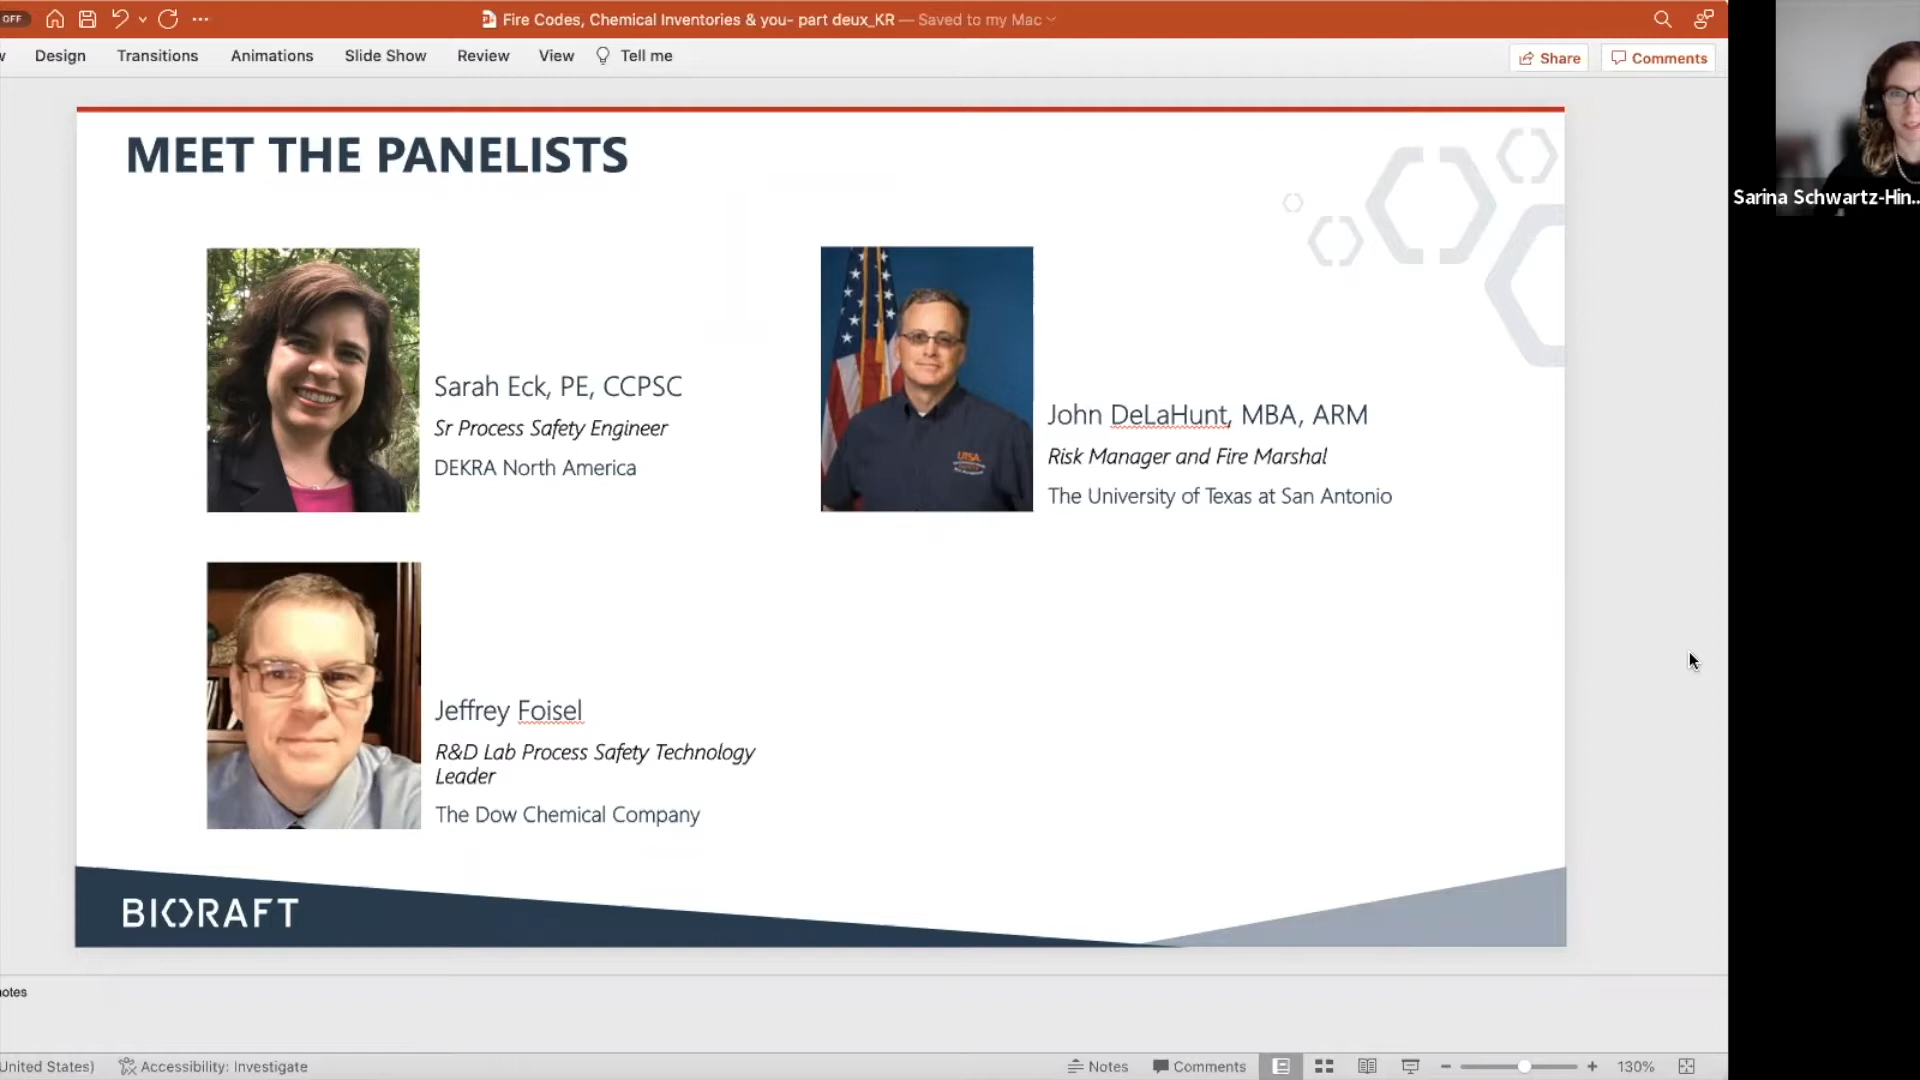 OFF
Fire Codes, Chemical Inventories & you- part deux_KR — Saved to my Mac
Design Transitions Animations Slide Show Review View Tell me
Share Comments
MEET THE PANELISTS
Sarah Eck, PE, CCPSC
Sr Process Safety Engineer
DEKRA North America
John DeLaHunt, MBA, ARM
Risk Manager and Fire Marshal
The University of Texas at San Antonio
UTSA
Jeffrey Foisel
R&D Lab Process Safety Technology
Leader
The Dow Chemical Company
BIORAFT
Sarina Schwartz-Hin...
notes
United States) Accessibility: Investigate
Notes Comments 130%